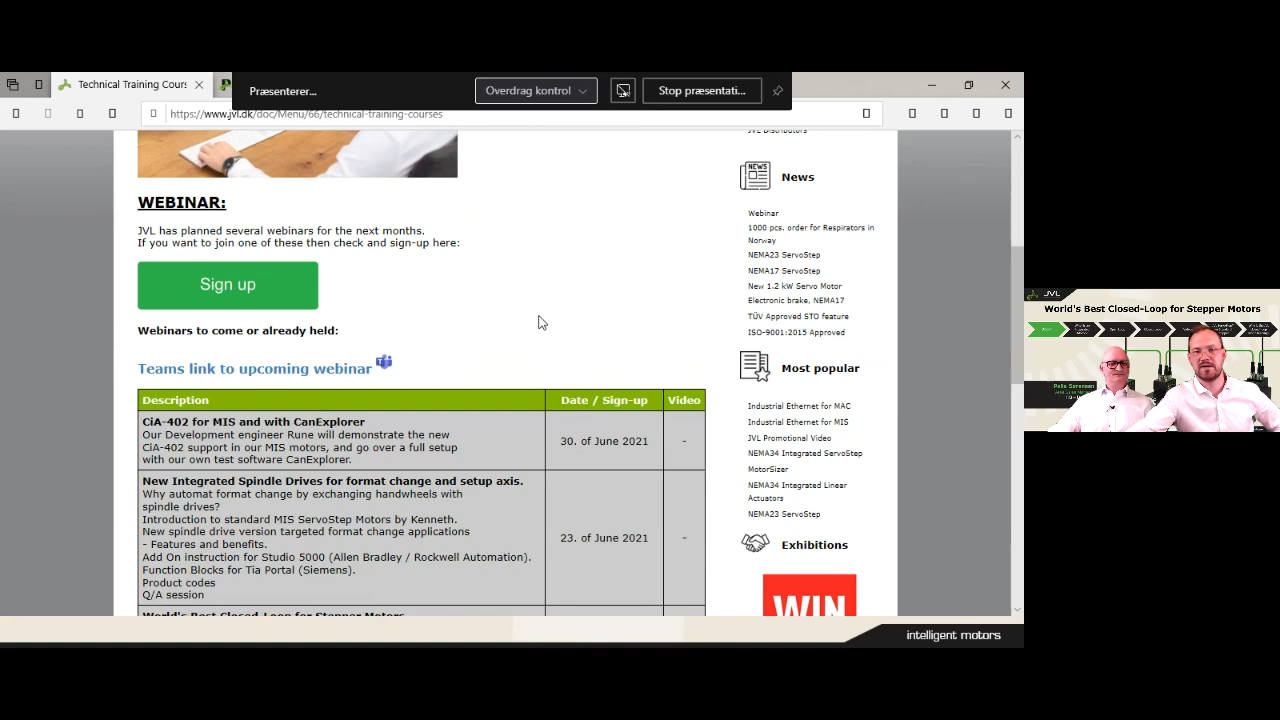 Technical Training Cours
Præsenterer...
Overdrag kontrol
Stop præsentati...
https://www.jvl.dk/doc/Menu/66/technical-training-courses
WEBINAR:
JVL has planned several webinars for the next months.
If you want to join one of these then check and sign-up here:
Sign up
Webinars to come or already held:
Teams link to upcoming webinar
Description Date / Sign-up Video
CiA-402 for MIS and with CanExplorer
Our Development engineer Rune will demonstrate the new
CiA-402 support in our MIS motors, and go over a full setup
with our own test software CanExplorer.
30. of June 2021 -
New Integrated Spindle Drives for format change and setup axis.
Why automat format change by exchanging handwheels with
spindle drives?
Introduction to standard MIS ServoStep Motors by Kenneth.
New spindle drive version targeted format change applications
- Features and benefits.
Add On instruction for Studio 5000 (Allen Bradley / Rockwell Automation).
Function Blocks for Tia Portal (Siemens).
Product codes
Q/A session
23. of June 2021 -
World's Best Closed-Loop for Stepper Motors
JVL Distributors
News
Webinar
1000 pcs. order for Respirators in
Norway
NEMA23 ServoStep
NEMA17 ServoStep
New 1.2 kW Servo Motor
Electronic brake, NEMA17
TÜV Approved STO feature
ISO-9001:2015 Approved
Most popular
Industrial Ethernet for MAC
Industrial Ethernet for MIS
JVL Promotional Video
NEMA34 Integrated ServoStep
MotorSizer
NEMA34 Integrated Linear
Actuators
NEMA23 ServoStep
Exhibitions
WIN
intelligent motors
JVL
World's Best Closed-Loop for Stepper Motors